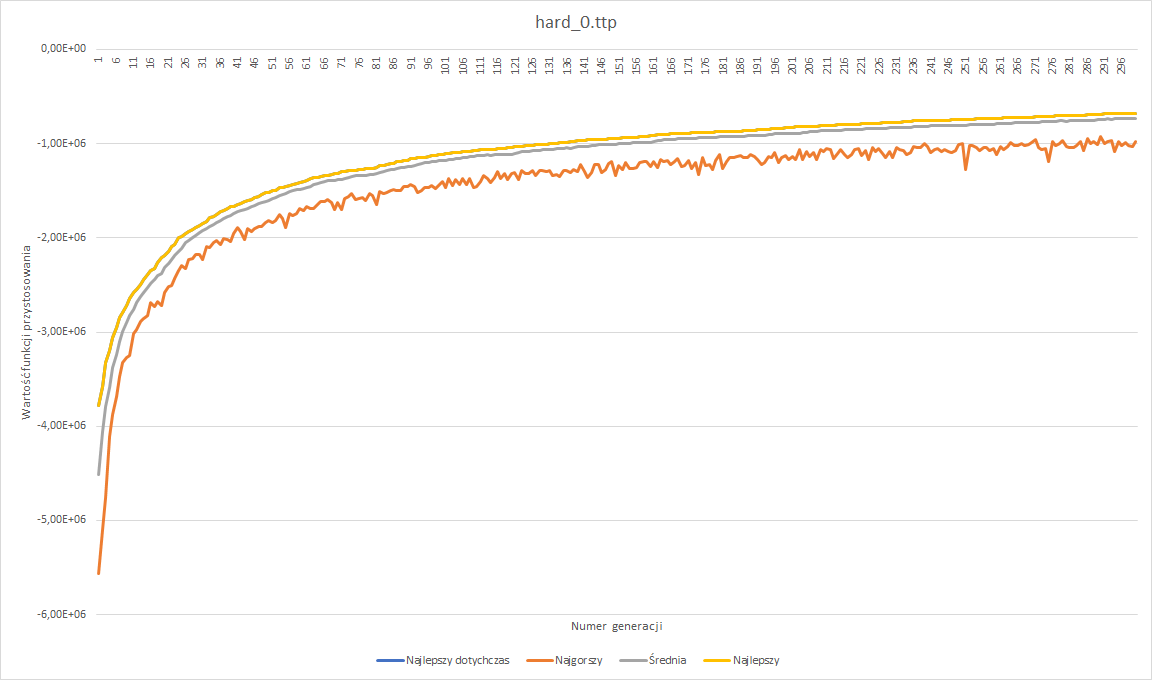 hard_0.ttp
0,00E+00
1 6 11 16 21 26 31 36 41 46 51 56 61 66 71 76 81 86 91 96 101 106 111 116 121 126 131 136 141 146 151 156 161 166 171 176 181 186 191 196 201 206 211 216 221 226 231 236 241 246 251 256 261 266 271 276 281 286 291 296
-1,00E+06
-2,00E+06
-3,00E+06
-4,00E+06
-5,00E+06
-6,00E+06
Wartość funkcji przystosowania
Numer generacji
Najlepszy dotychczas Najgorszy Średnia Najlepszy